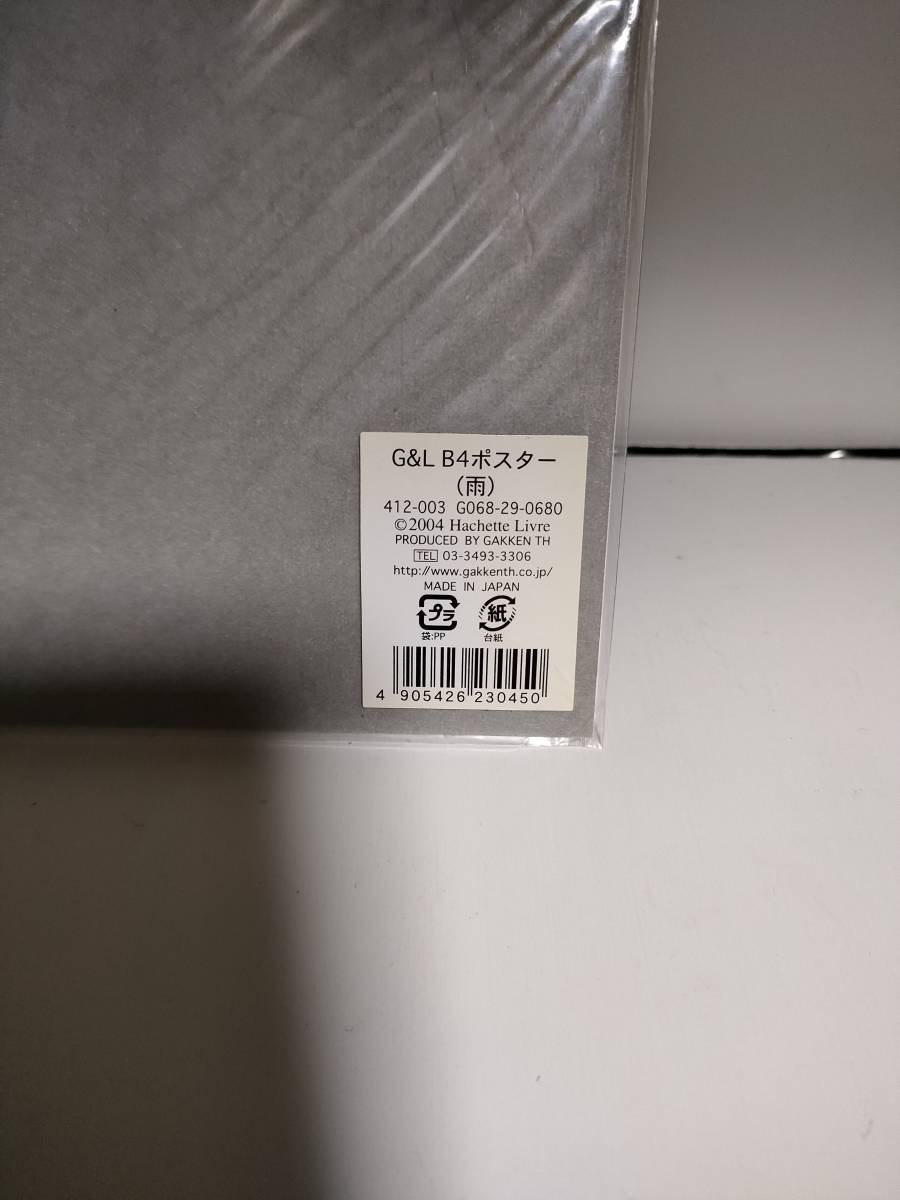 G&L B4ポスター
(雨)
412-003 G068-29-0680
©2004 Hachette Livre
PRODUCED BY GAKKEN TH
TEL 03-3493-3306
http://www.gakkenth.co.jp/
MADE IN JAPAN
プラ 紙
袋:PP 台紙
4 905426 230450